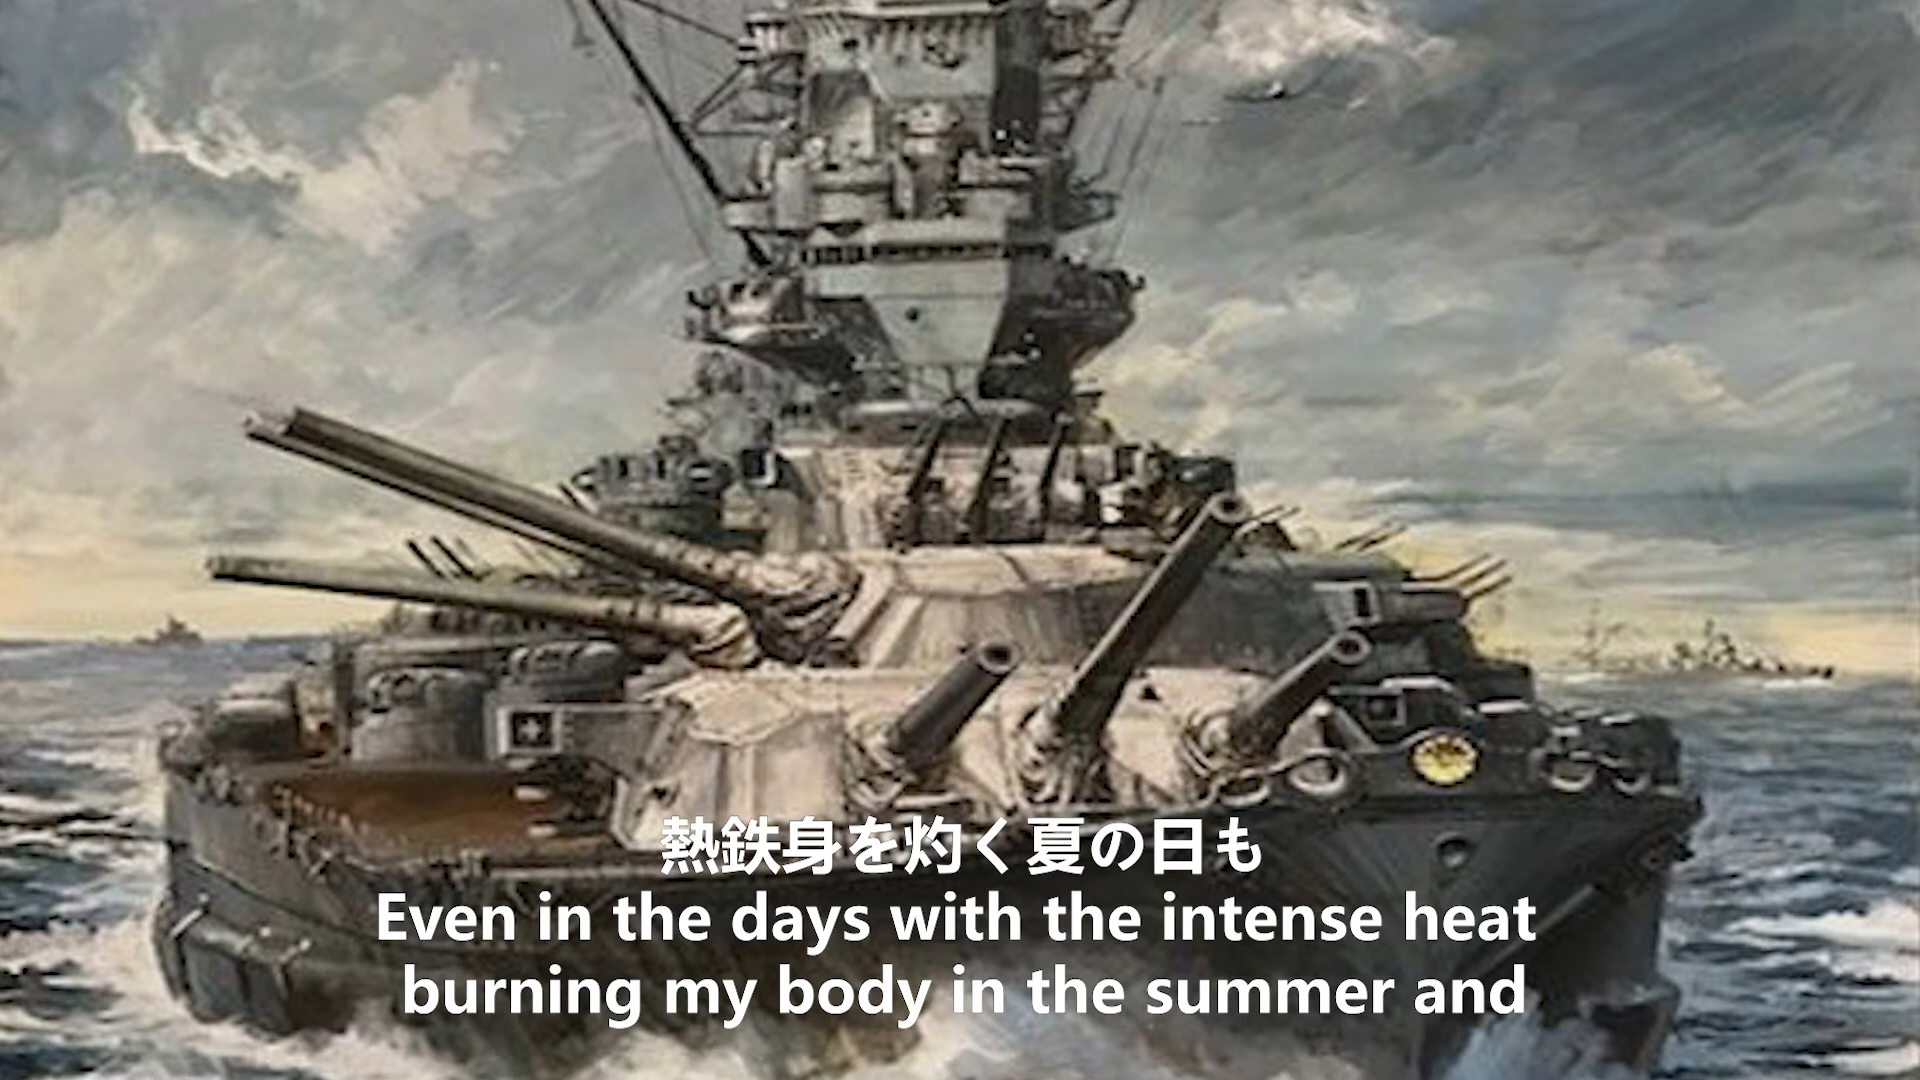 熱鉄身を灼く夏の日も
Even in the days with the intense heat
burning my body in the summer and